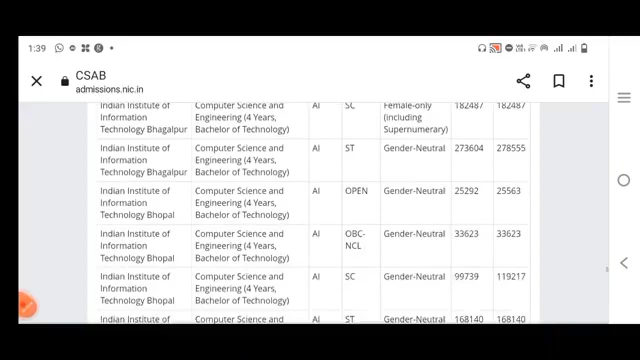 1:39
CSAB
admissions.nic.in
Indian Institute of Information Technology Bhagalpur Computer Science and Engineering (4 Years, Bachelor of Technology) AI SC Female-only (including Supernumerary) 182487 182487
Indian Institute of Information Technology Bhagalpur Computer Science and Engineering (4 Years, Bachelor of Technology) AI ST Gender-Neutral 273604 278555
Indian Institute of Information Technology Bhopal Computer Science and Engineering (4 Years, Bachelor of Technology) AI OPEN Gender-Neutral 25292 25563
Indian Institute of Information Technology Bhopal Computer Science and Engineering (4 Years, Bachelor of Technology) AI OBC-NCL Gender-Neutral 33623 33623
Indian Institute of Information Technology Bhopal Computer Science and Engineering (4 Years, Bachelor of Technology) AI SC Gender-Neutral 99739 119217
Indian Institute of Computer Science and AI ST Gender-Neutral 168140 168140